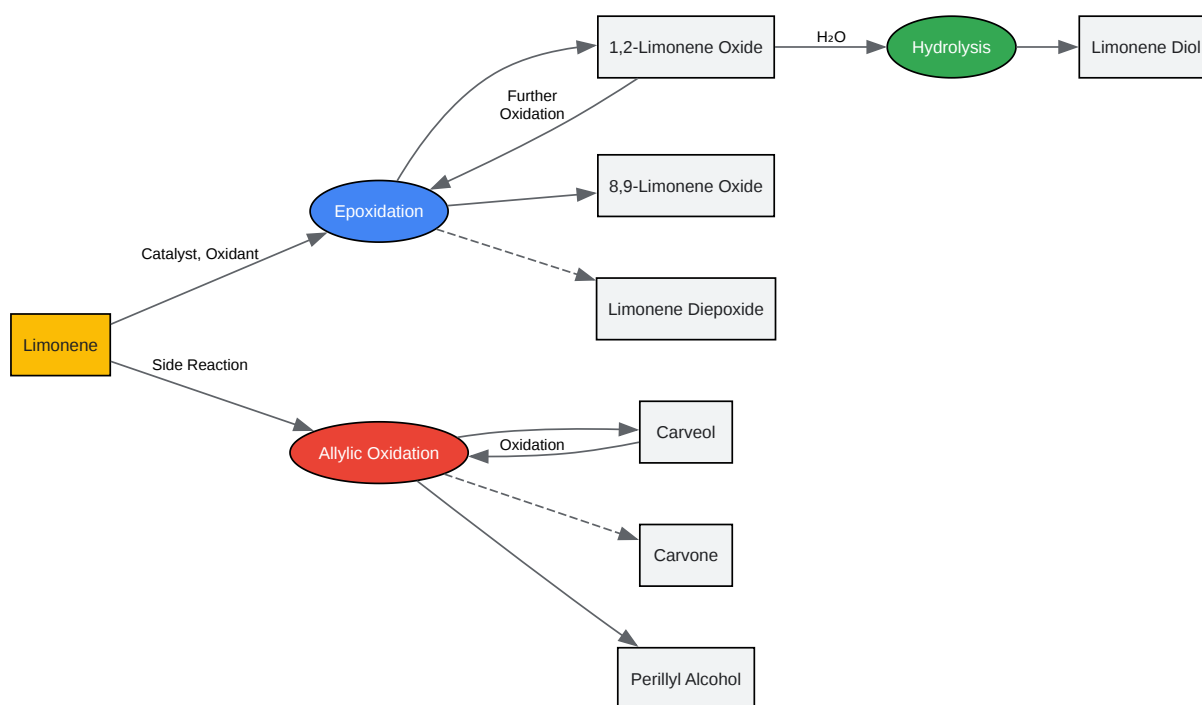 1,2-Limonene Oxide
H₂O
Hydrolysis
Limonene Diol
Further
Oxidation
8,9-Limonene Oxide
Epoxidation
Catalyst, Oxidant
Limonene Diepoxide
Limonene
Side Reaction
Carveol
Oxidation
Allylic Oxidation
Carvone
Perillyl Alcohol